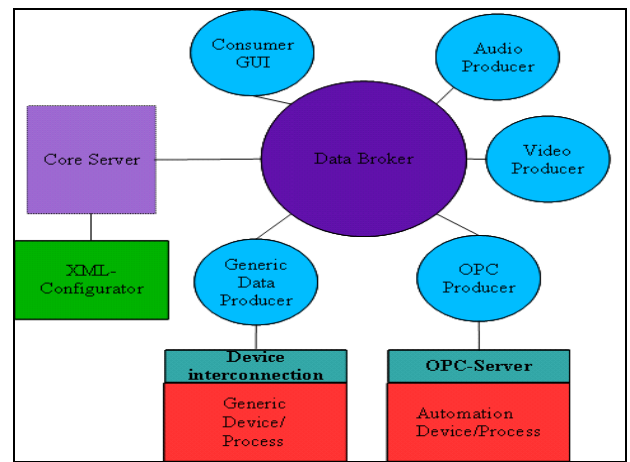 Consumer
GUI
Audio
Producer
Core Server
Data Broker
Video
Producer
XML-
Configurator
Generic
Data
Producer
OPC
Producer
Device
interconnection
OPC-Server
Generic
Device/
Process
Automation
Device/Process